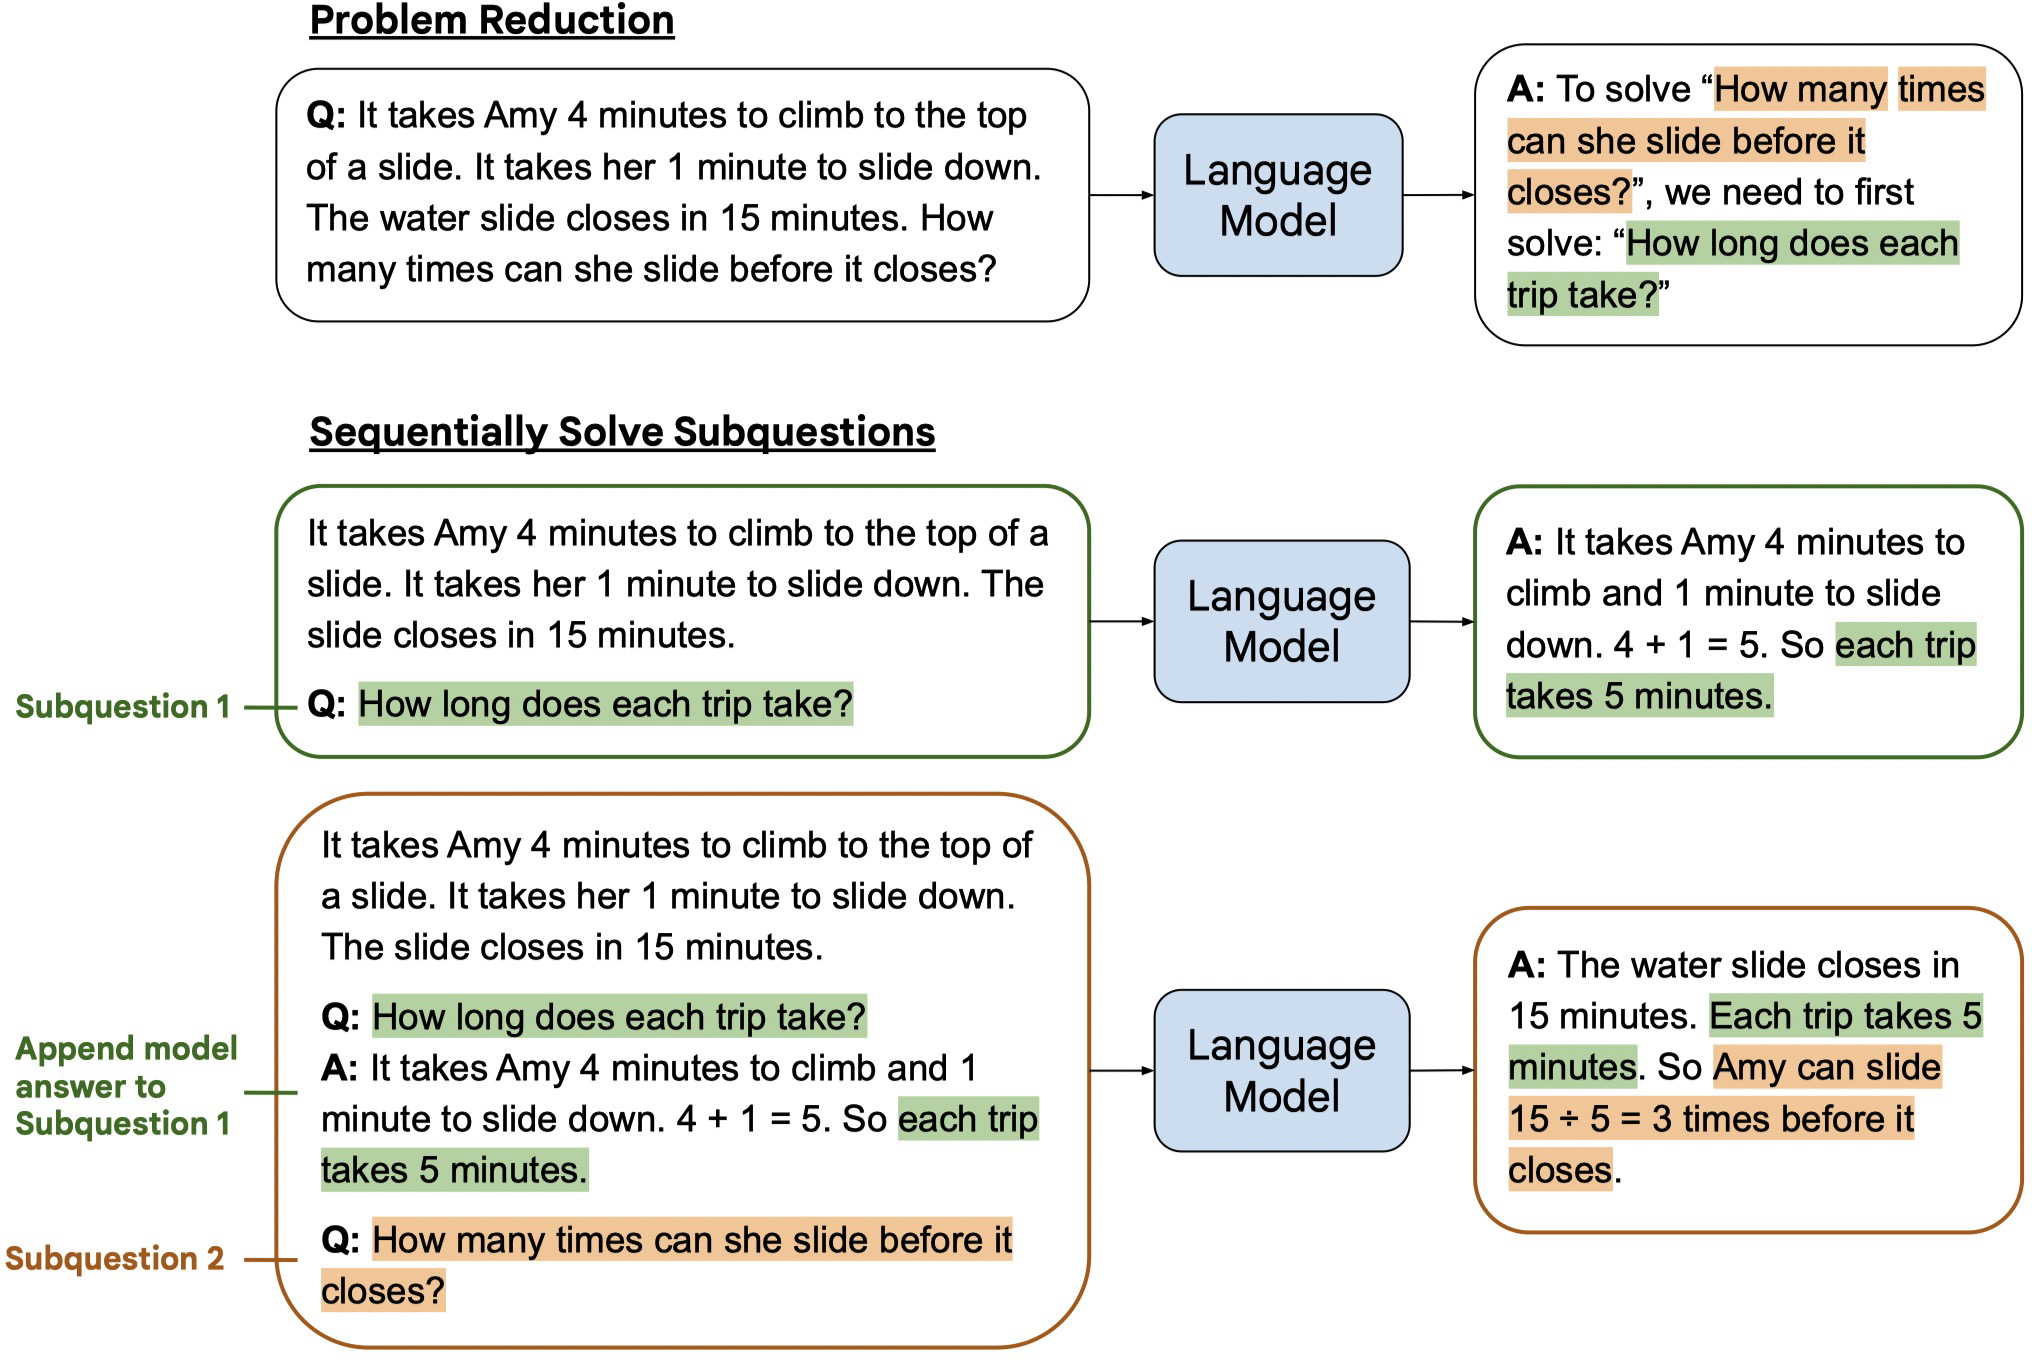 Problem Reduction
Q: It takes Amy 4 minutes to climb to the top
of a slide. It takes her 1 minute to slide down.
The water slide closes in 15 minutes. How
many times can she slide before it closes?
Language
Model
A: To solve “How many times
can she slide before it
closes?”, we need to first
solve: “How long does each
trip take?”
Sequentially Solve Subquestions
It takes Amy 4 minutes to climb to the top of a
slide. It takes her 1 minute to slide down. The
slide closes in 15 minutes.
Subquestion 1
Q: How long does each trip take?
Language
Model
A: It takes Amy 4 minutes to
climb and 1 minute to slide
down. 4 + 1 = 5. So each trip
takes 5 minutes.
It takes Amy 4 minutes to climb to the top of
a slide. It takes her 1 minute to slide down.
The slide closes in 15 minutes.
Q: How long does each trip take?
Append model
answer to
Subquestion 1
A: It takes Amy 4 minutes to climb and 1
minute to slide down. 4 + 1 = 5. So each trip
takes 5 minutes.
Subquestion 2
Q: How many times can she slide before it
closes?
Language
Model
A: The water slide closes in
15 minutes. Each trip takes 5
minutes. So Amy can slide
15 ÷ 5 = 3 times before it
closes.